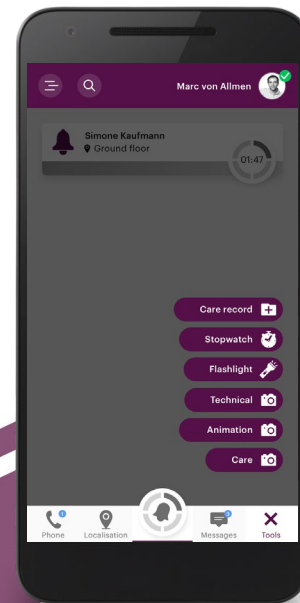 Marc von Allmen
Simone Kaufmann
Ground floor
01:47
Care record
Stopwatch
Flashlight
Technical
Animation
Care
Phone
Localisation
Messages
Tools